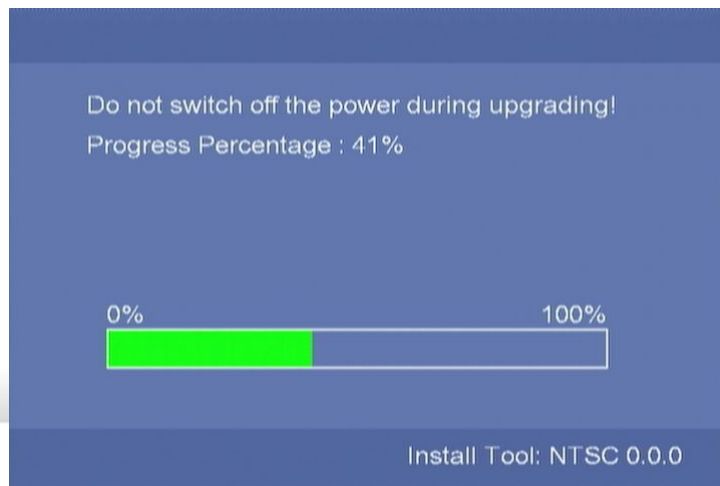 Do not switch off the power during upgrading!
Progress Percentage : 41%
0% 100%
Install Tool: NTSC 0.0.0